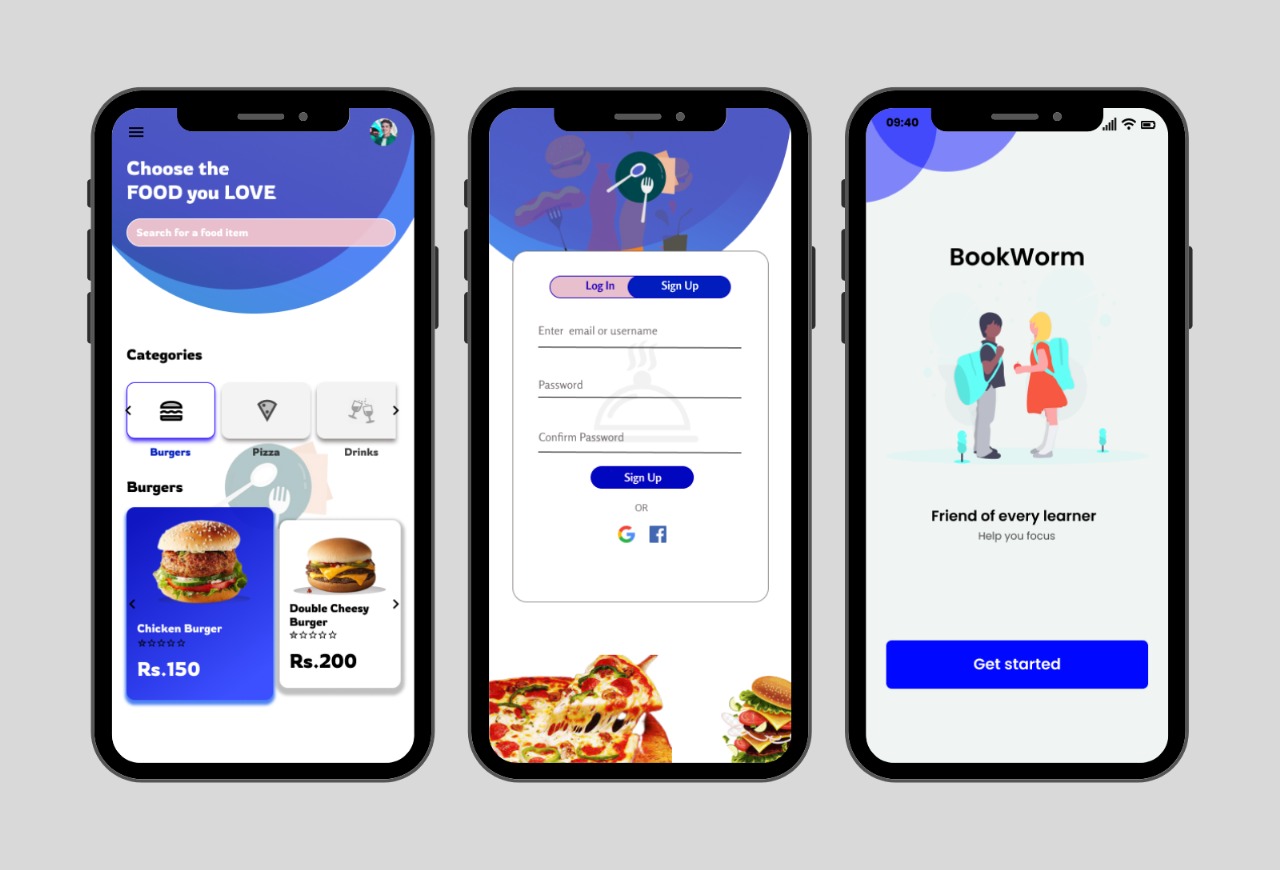 Choose the
FOOD you LOVE
Search for a food item
Categories
Burgers
Pizza
Drinks
Burgers
Chicken Burger
Rs.150
Double Cheesy
Burger
Rs.200
Log In
Sign Up
Enter email or username
Password
Confirm Password
Sign Up
OR
09:40
BookWorm
Friend of every learner
Help you focus
Get started